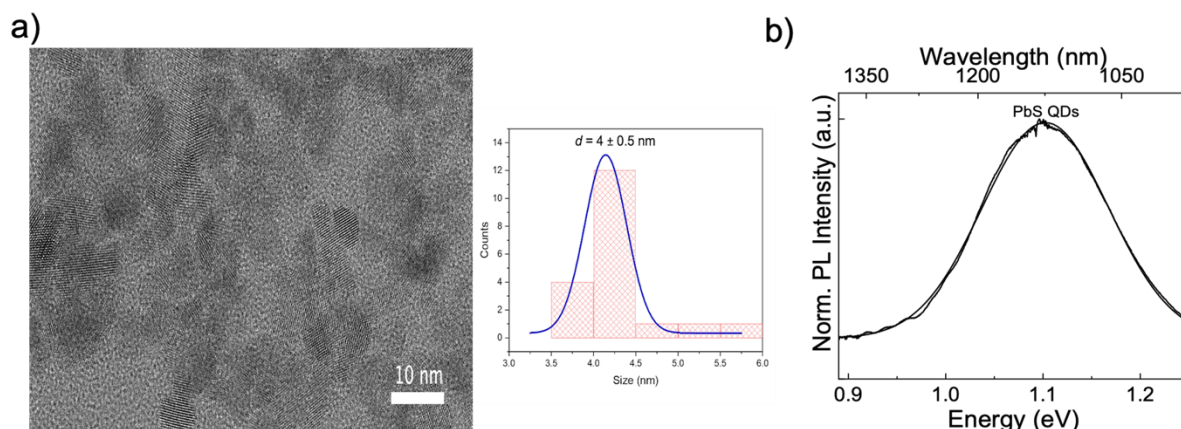 a)
10 nm
d = 4 ± 0.5 nm
14
12
10
8
6
4
2
0
Counts
3.0 3.5 4.0 4.5 5.0 5.5 6.0
Size (nm)
b)
Wavelength (nm)
1350 1200 1050
PbS QDs
Norm. PL Intensity (a.u.)
0.9 1.0 1.1 1.2
Energy (eV)